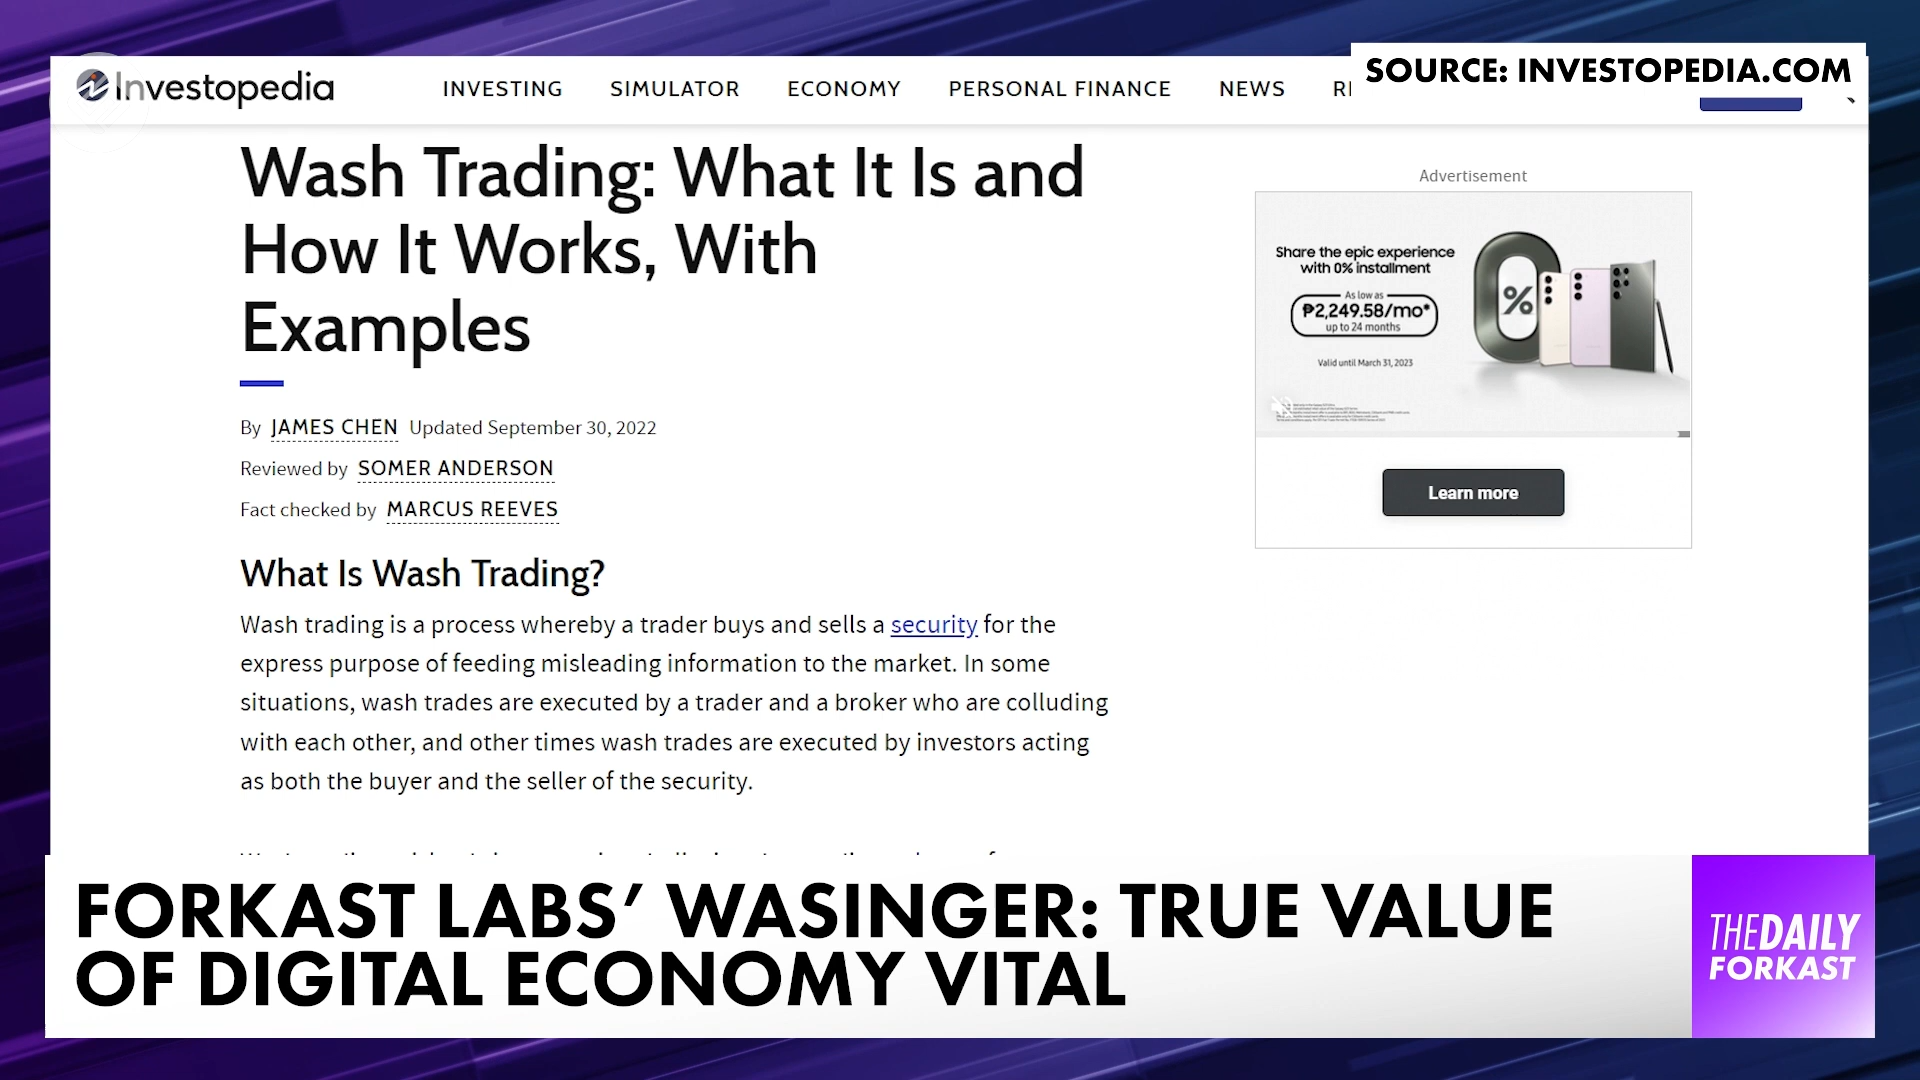 SOURCE: INVESTOPEDIA.COM
Investopedia
INVESTING SIMULATOR ECONOMY PERSONAL FINANCE NEWS
Wash Trading: What It Is and
How It Works, With
Examples
By JAMES CHEN Updated September 30, 2022
Reviewed by SOMER ANDERSON
Fact checked by MARCUS REEVES
What Is Wash Trading?
Wash trading is a process whereby a trader buys and sells a security for the
express purpose of feeding misleading information to the market. In some
situations, wash trades are executed by a trader and a broker who are colluding
with each other, and other times wash trades are executed by investors acting
as both the buyer and the seller of the security.
Advertisement
Share the epic experience
with 0% installment
As low as
₱2,249.58/mo*
up to 24 months
Valid until March 31, 2023
0%
Learn more
FORKAST LABS’ WASINGER: TRUE VALUE
OF DIGITAL ECONOMY VITAL
THE DAILY
FORKAST